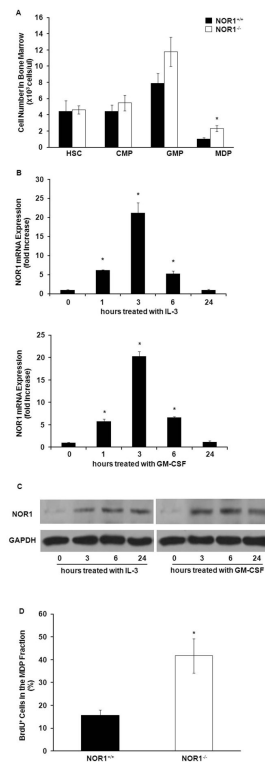 A
NOR1+/+
NOR1-/-
Cell Number in Bone Marrow
14
12
10
8
6
4
2
0
HSC CMP GMP MDP
*
B
NOR1 mRNA Expression
(fold Increase)
30
25
20
15
10
5
0
* * *
0 1 3 6 24
hours treated with IL-3
NOR1 mRNA Expression
(fold Increase)
25
20
15
10
5
0
* * *
0 1 3 6 24
hours treated with GM-CSF
C
NOR1
GAPDH
0 3 6 24 0 3 6 24
hours treated with IL-3 hours treated with GM-CSF
D
BrdU+ Cells in the MDP Fraction
(%)
60
50
40
30
20
10
0
*
NOR1+/+ NOR1-/-